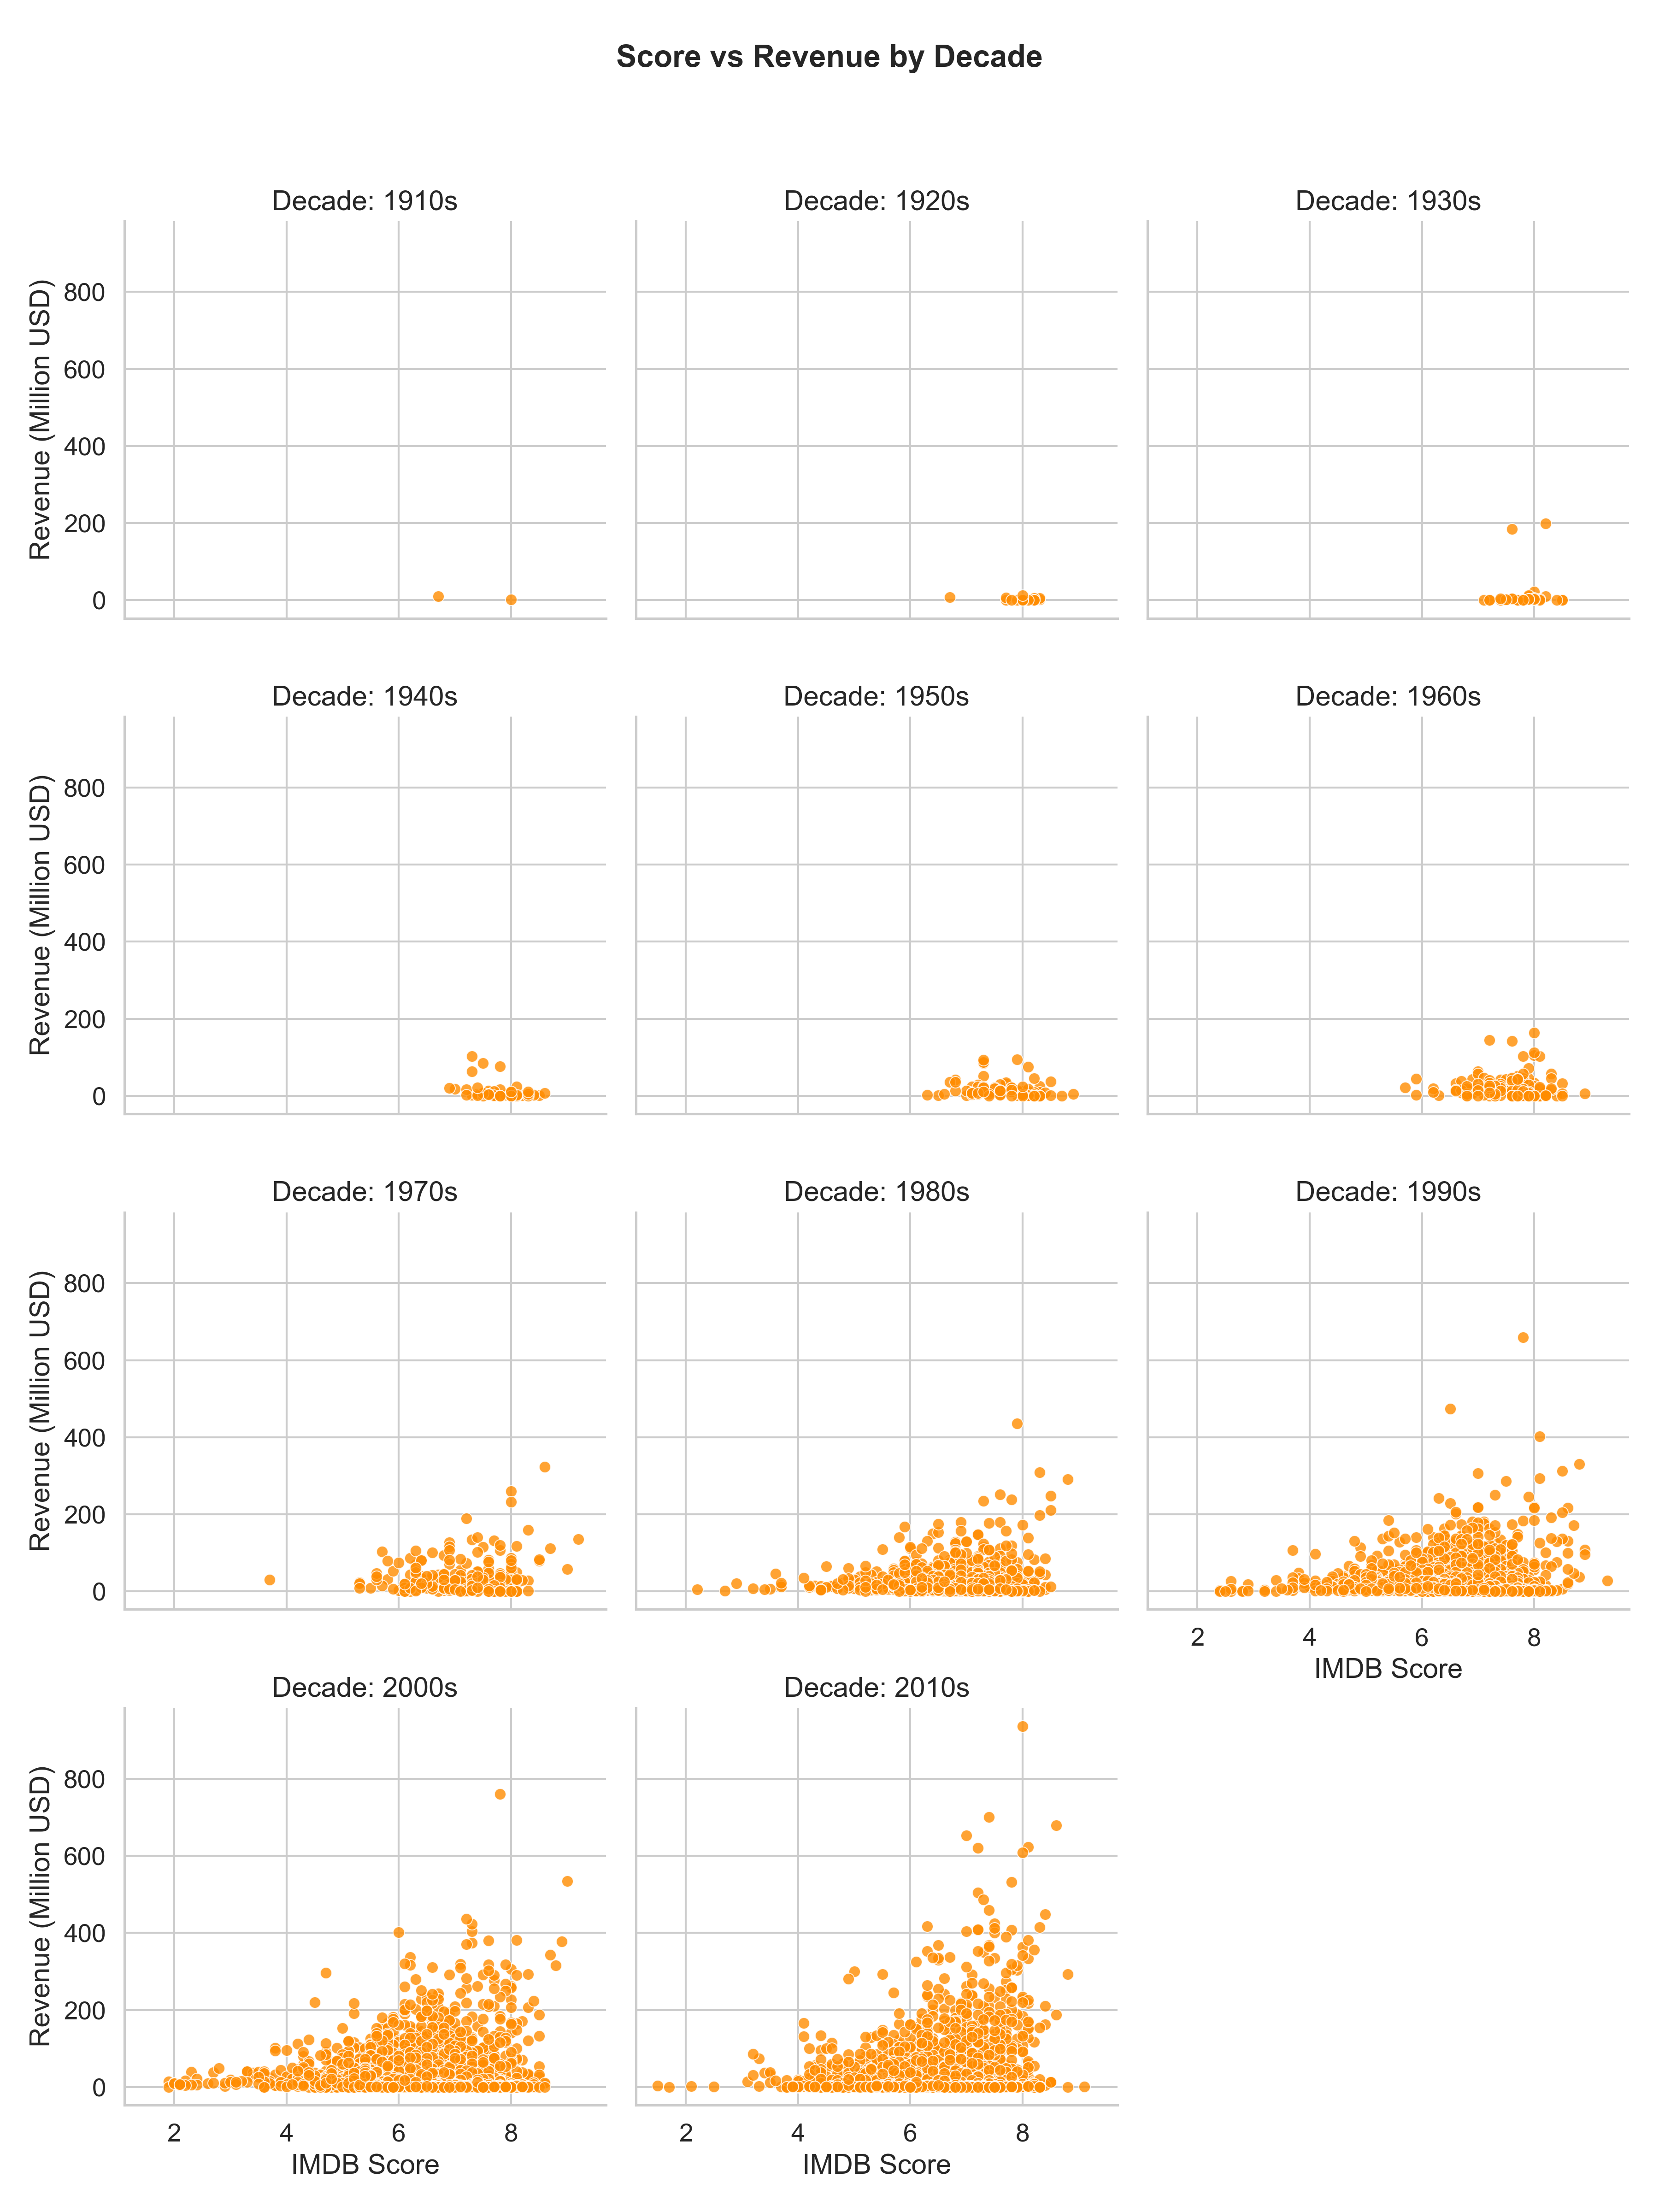 Score vs Revenue by Decade
Decade: 1910s
Decade: 1920s
Decade: 1930s
Revenue (Million USD)
800
600
400
200
0
Decade: 1940s
Decade: 1950s
Decade: 1960s
Revenue (Million USD)
800
600
400
200
0
Decade: 1970s
Decade: 1980s
Decade: 1990s
Revenue (Million USD)
800
600
400
200
0
2 4 6 8
IMDB Score
Decade: 2000s
Decade: 2010s
Revenue (Million USD)
800
600
400
200
0
2 4 6 8
IMDB Score
2 4 6 8
IMDB Score